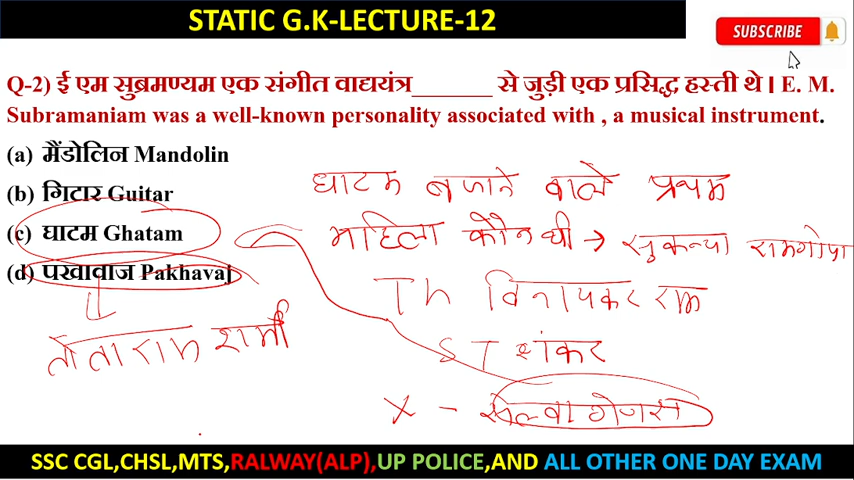 STATIC G.K-LECTURE-12
SUBSCRIBE
Q-2) ई एम सुब्रमण्यम एक संगीत वाद्ययंत्र_______ से जुड़ी एक प्रसिद्ध हस्ती थे | E. M.
Subramaniam was a well-known personality associated with , a musical instrument.
(a) मैंडोलिन Mandolin
(b) गिटार Guitar
(c) घाटम Ghatam
(d) पखावाज Pakhavaj
घाटम बजाने वाले प्रथम
महिला कौन थी → सुकन्या रामगोपा
Th विनायकर राम
S T शंकर
X -
तोताराम शर्मा
SSC CGL,CHSL,MTS,RALWAY(ALP),UP POLICE,AND ALL OTHER ONE DAY EXAM